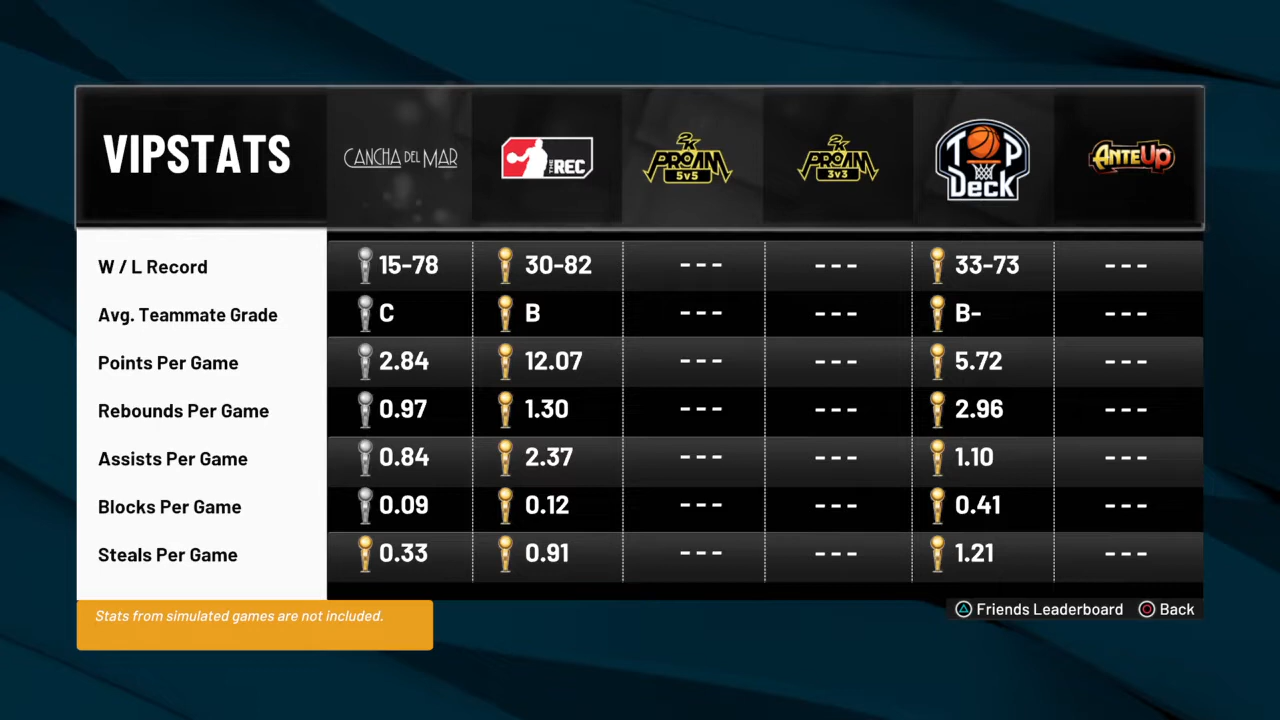 VIPSTATS CANCHA DEL MAR THE REC 2K PROAM 5V5 2K PROAM 3V3 TOP DECK ANTE UP
W / L Record 15-78 30-82 --- --- 33-73 ---
Avg. Teammate Grade C B --- --- B- ---
Points Per Game 2.84 12.07 --- --- 5.72 ---
Rebounds Per Game 0.97 1.30 --- --- 2.96 ---
Assists Per Game 0.84 2.37 --- --- 1.10 ---
Blocks Per Game 0.09 0.12 --- --- 0.41 ---
Steals Per Game 0.33 0.91 --- --- 1.21 ---
Stats from simulated games are not included. Friends Leaderboard Back